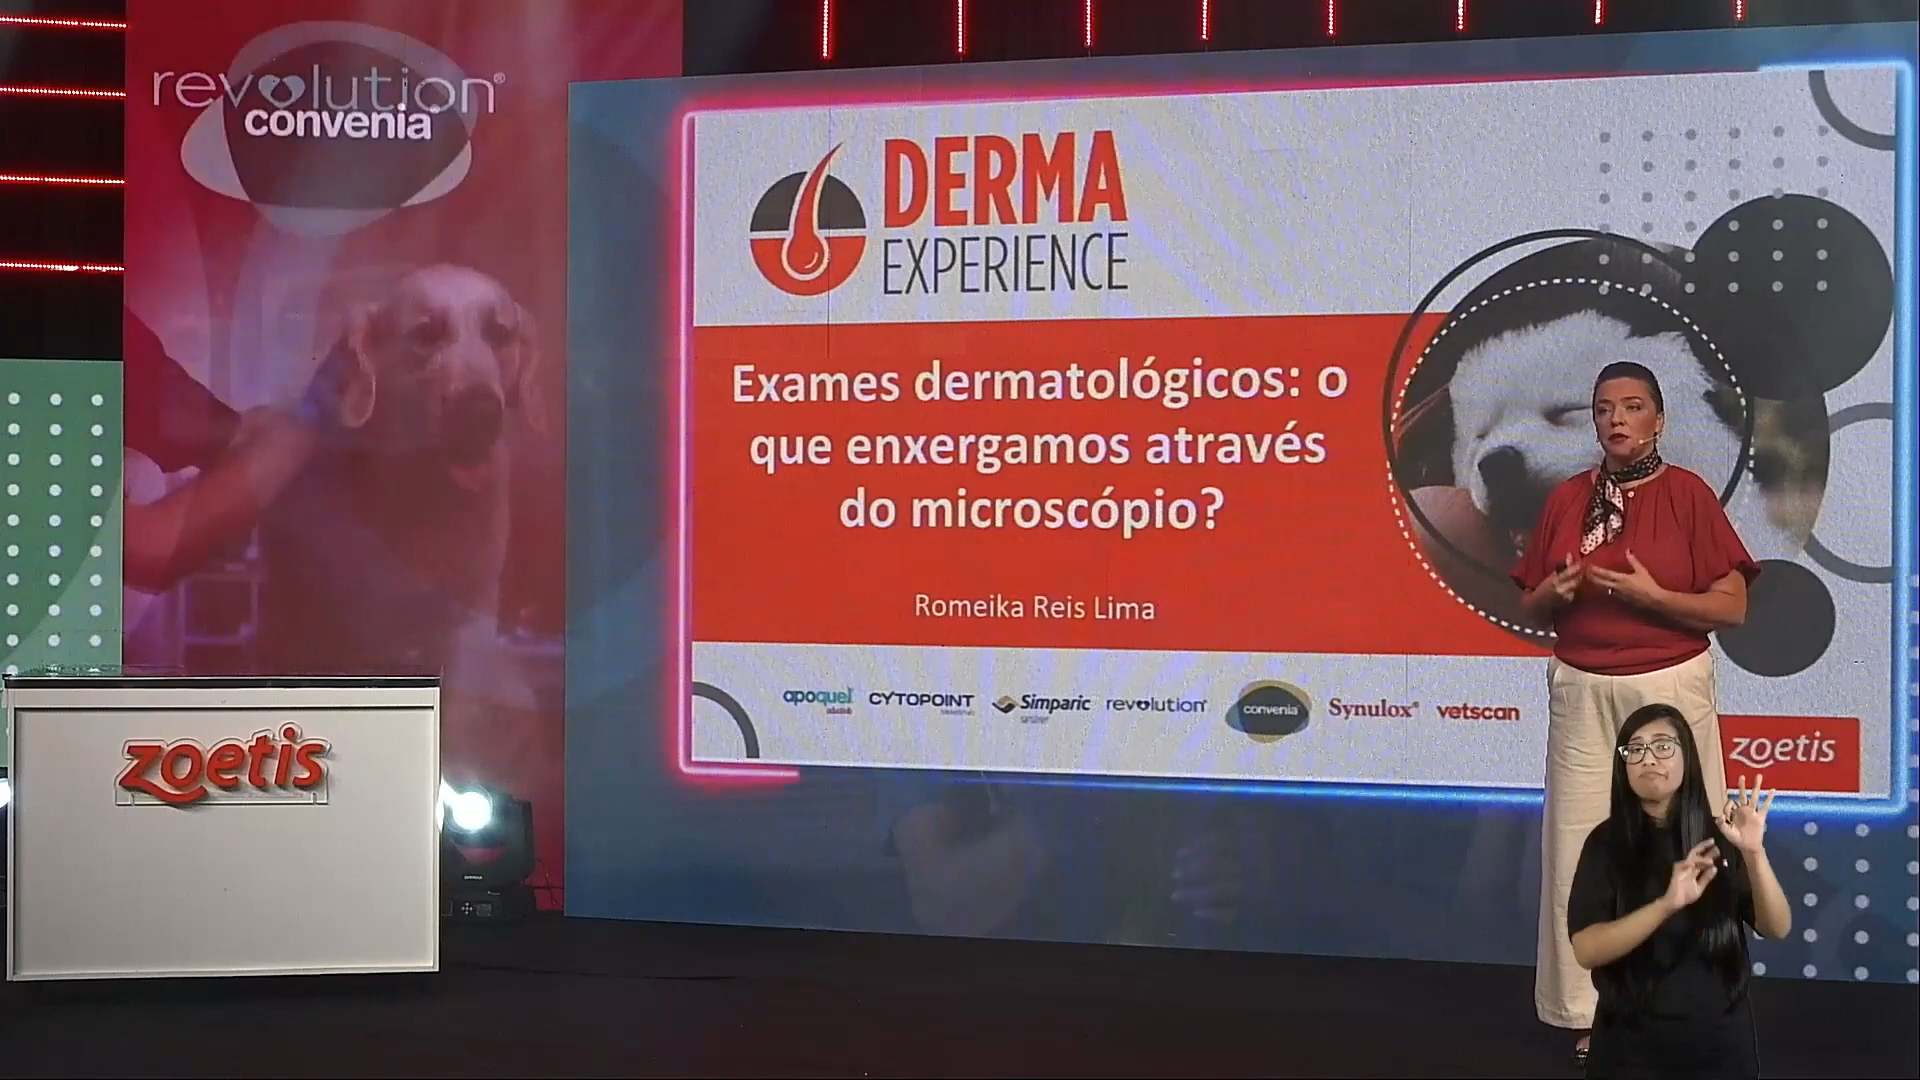 revolution®
convenia
DERMA
EXPERIENCE
Exames dermatológicos: o
que enxergamos através
do microscópio?
Romeika Reis Lima
apoquel CYTOPOINT Simparic revolution convenia Synulox vetscan
zoetis
zoetis